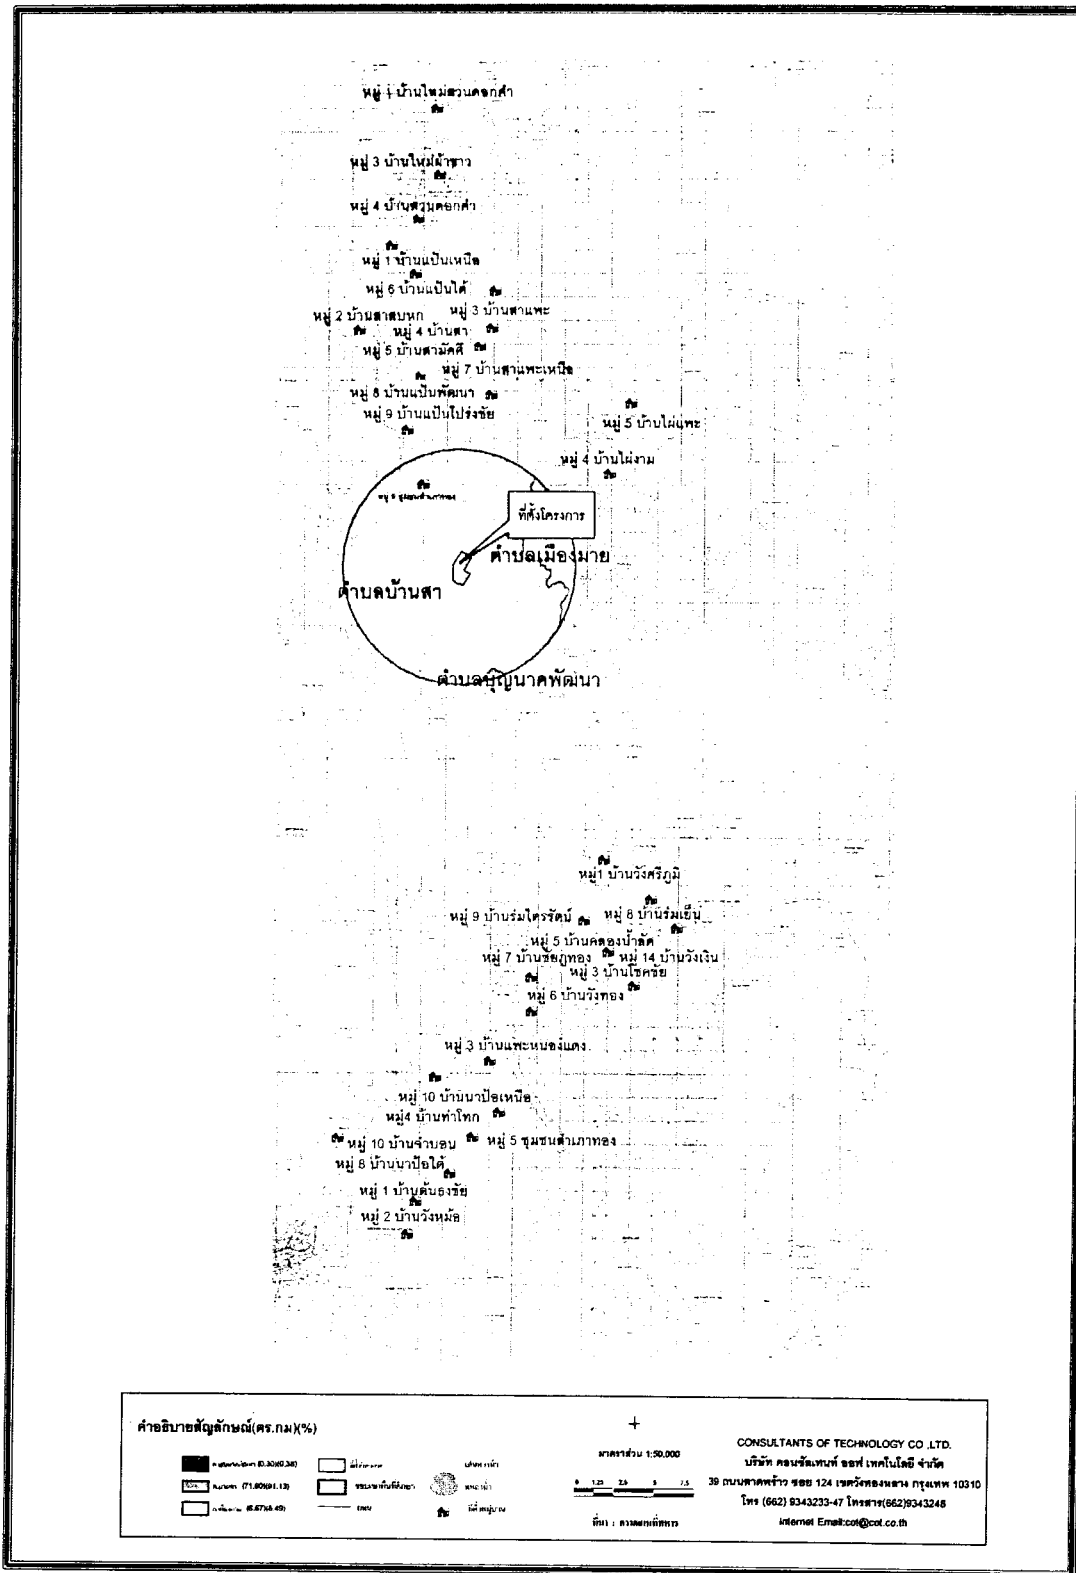 หมู่ 1 บ้านใหม่สวนดอกคำ
หมู่ 3 บ้านใหม่ผ้าขาว
หมู่ 4 บ้านสวนดอกคำ
หมู่ 1 บ้านแป้นเหนือ
หมู่ 6 บ้านแป้นใต้
หมู่ 3 บ้านสาแพะ
หมู่ 2 บ้านสาสบหก
หมู่ 4 บ้านสา
หมู่ 5 บ้านสามัคคี
หมู่ 7 บ้านสาแพะเหนือ
หมู่ 8 บ้านแป้นพัฒนา
หมู่ 9 บ้านแป้นโป่งชัย
หมู่ 5 บ้านไผ่แพะ
หมู่ 4 บ้านไผ่งาม
ที่ตั้งโครงการ
ตำบลเมืองมาย
ตำบลบ้านสา
ตำบลบุญนาคพัฒนา
หมู่1 บ้านวังศรีภูมิ
หมู่ 9 บ้านร่มไตรรัตน์
หมู่ 8 บ้านร่มเย็น
หมู่ 5 บ้านคลองน้ำลัด
หมู่ 7 บ้านชัยภูทอง
หมู่ 14 บ้านวังเงิน
หมู่ 3 บ้านโชคชัย
หมู่ 6 บ้านวังทอง
หมู่ 3 บ้านแพะหนองแดง
หมู่ 10 บ้านนาป้อเหนือ
หมู่4 บ้านท่าโทก
หมู่ 10 บ้านจำบอน
หมู่ 5 ชุมชนสำเภาทอง
หมู่ 8 บ้านนาป้อใต้
หมู่ 1 บ้านต้นธงชัย
หมู่ 2 บ้านวังหม้อ
คำอธิบายสัญลักษณ์(ตร.กม)(%)
มาตราส่วน 1:50,000
0 1.25 2.5 5 7.5
CONSULTANTS OF TECHNOLOGY CO .,LTD.
บริษัท คอนซัลแทนท์ ออฟ เทคโนโลยี จำกัด
39 ถนนลาดพร้าว ซอย 124 เขตวังทองหลาง กรุงเทพ 10310
โทร (662) 9343233-47 โทรสาร(662)9343248
internet Email:cot@cot.co.th